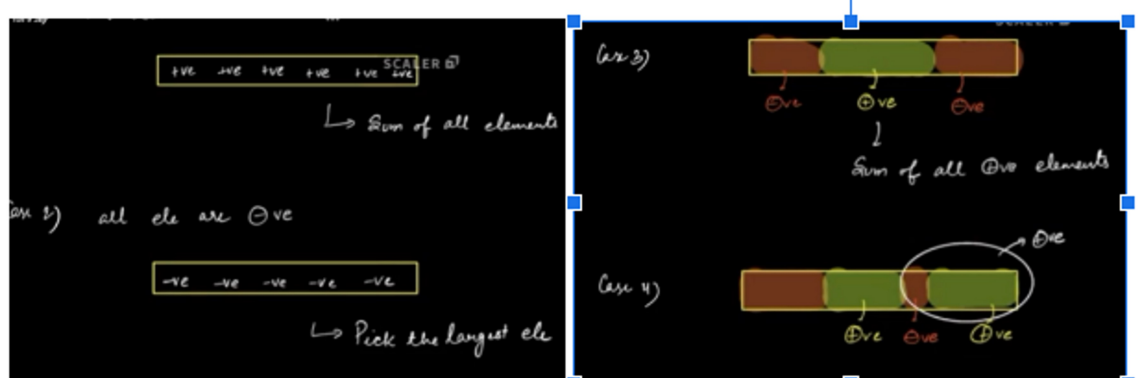 SCALER
+ve +ve +ve +ve +ve +ve
Sum of all elements
Case 2) all ele are ⊖ve
-ve -ve -ve -ve -ve
Pick the largest ele
SCALER
Case 3)
⊖ve ⊕ve ⊖ve
Sum of all ⊕ve elements
⊕ve
Case 4)
⊕ve ⊖ve ⊕ve